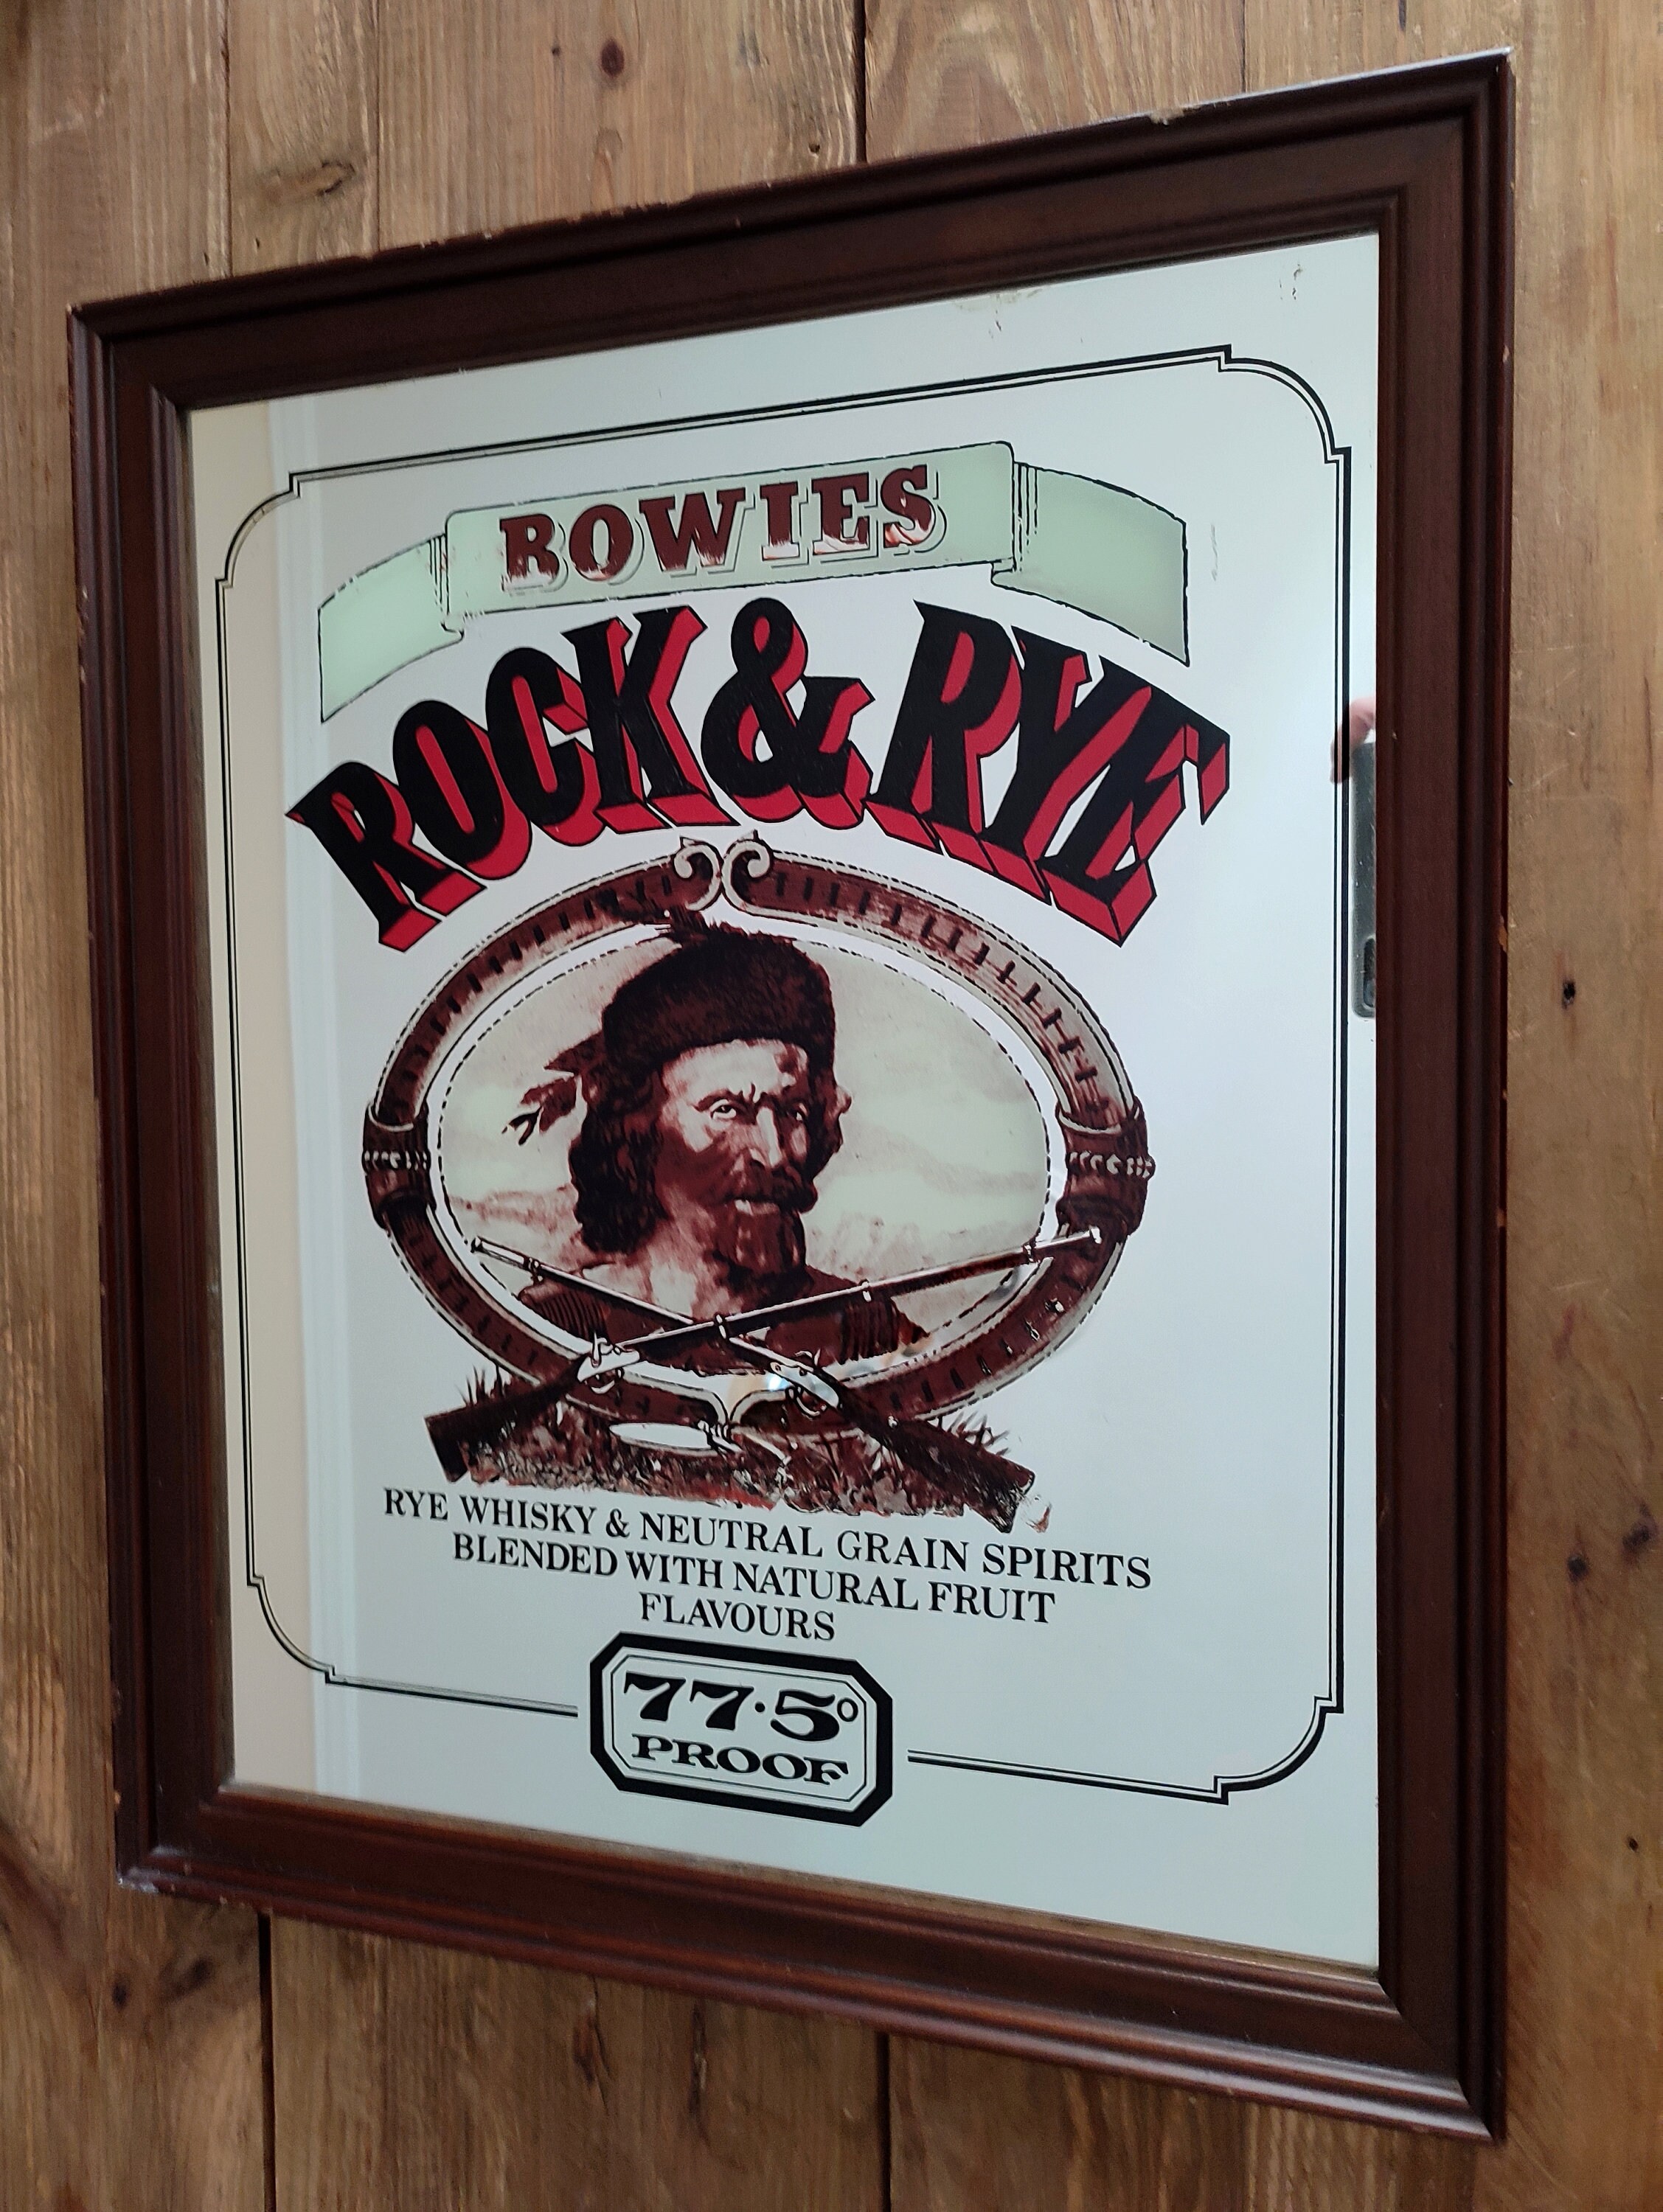 BOWIES
ROCK & RYE
RYE WHISKY & NEUTRAL GRAIN SPIRITS
BLENDED WITH NATURAL FRUIT
FLAVOURS
77·5°
PROOF